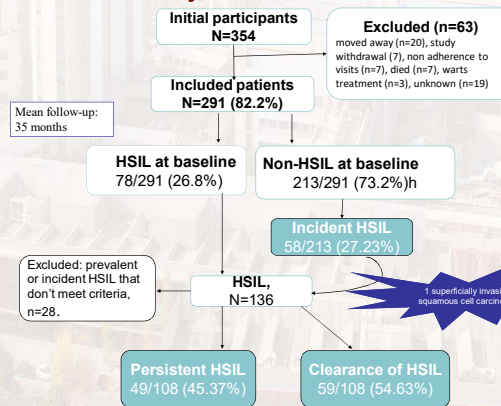 Initial participants
N=354
Excluded (n=63)
moved away (n=20), study
withdrawal (7), non adherence to
visits (n=7), died (n=7), warts
treatment (n=3), unknown (n=19)
Included patients
N=291 (82.2%)
Mean follow-up:
35 months
HSIL at baseline
78/291 (26.8%)
Non-HSIL at baseline
213/291 (73.2%)h
Incident HSIL
58/213 (27.23%)
Excluded: prevalent
or incident HSIL that
don't meet criteria,
n=28.
HSIL,
N=136
1 superficially invasi
squamous cell carcino
Persistent HSIL
49/108 (45.37%)
Clearance of HSIL
59/108 (54.63%)